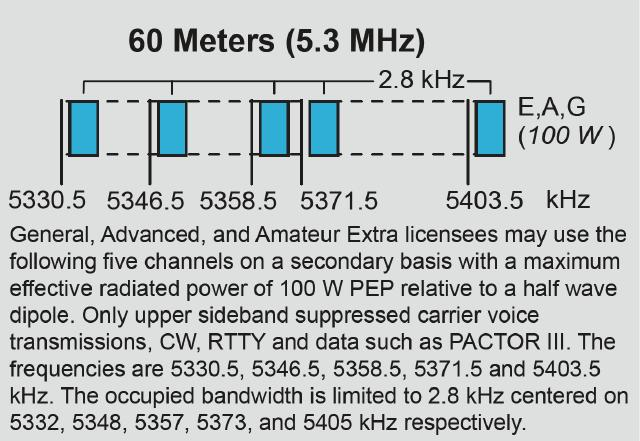 60 Meters (5.3 MHz)
2.8 kHz
E,A,G
(100 W)
5330.5 5346.5 5358.5 5371.5 5403.5 kHz
General, Advanced, and Amateur Extra licensees may use the
following five channels on a secondary basis with a maximum
effective radiated power of 100 W PEP relative to a half wave
dipole. Only upper sideband suppressed carrier voice
transmissions, CW, RTTY and data such as PACTOR III. The
frequencies are 5330.5, 5346.5, 5358.5, 5371.5 and 5403.5
kHz. The occupied bandwidth is limited to 2.8 kHz centered on
5332, 5348, 5357, 5373, and 5405 kHz respectively.